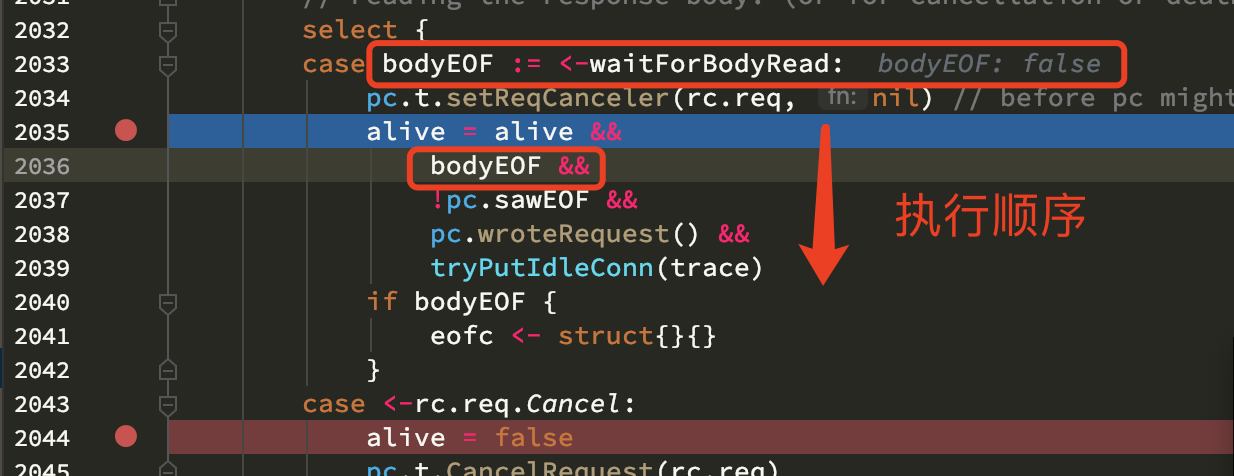 2031 // reading the response body. (or for cancellation or death
2032 select {
2033 case bodyEOF := <-waitForBodyRead: bodyEOF: false
2034 pc.t.setReqCanceler(rc.req, fn: nil) // before pc might
2035 alive = alive &&
2036 bodyEOF &&
2037 !pc.sawEOF &&
2038 pc.wroteRequest() &&
2039 tryPutIdleConn(trace)
执行顺序
2040 if bodyEOF {
2041 eofc <- struct{}{}
2042 }
2043 case <-rc.req.Cancel:
2044 alive = false
2045 pc.t.CancelRequest(rc.req)